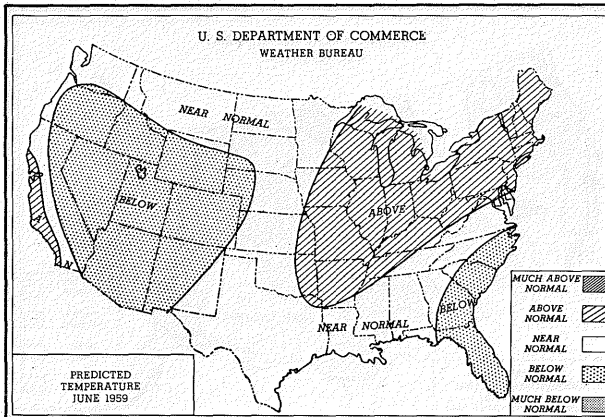 U. S. DEPARTMENT OF COMMERCE
WEATHER BUREAU
NEAR NORMAL
BELOW
ABOVE
BELOW
NEAR NORMAL
N
A
N
MUCH ABOVE
NORMAL
ABOVE
NORMAL
NEAR
NORMAL
BELOW
NORMAL
MUCH BELOW
NORMAL
PREDICTED
TEMPERATURE
JUNE 1959